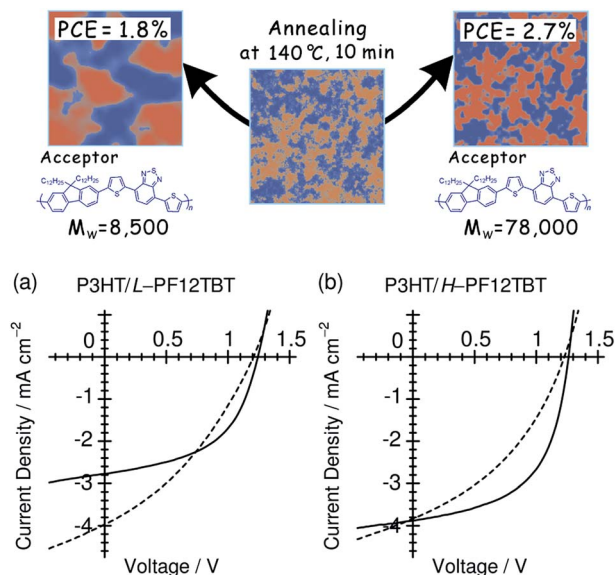 PCE = 1.8%
Annealing
at 140 ℃, 10 min
PCE = 2.7%
Acceptor
Acceptor
C12H25 C12H25
N S N
S
S
n
C12H25 C12H25
N S N
S
S
n
Mw=8,500
Mw=78,000
(a) P3HT/L–PF12TBT
(b) P3HT/H–PF12TBT
0 0.5 1 1.5
-1
-2
-3
-4
Current Density / mA cm−2
Voltage / V
0 0.5 1 1.5
-1
-2
-3
-4
Current Density / mA cm−2
Voltage / V